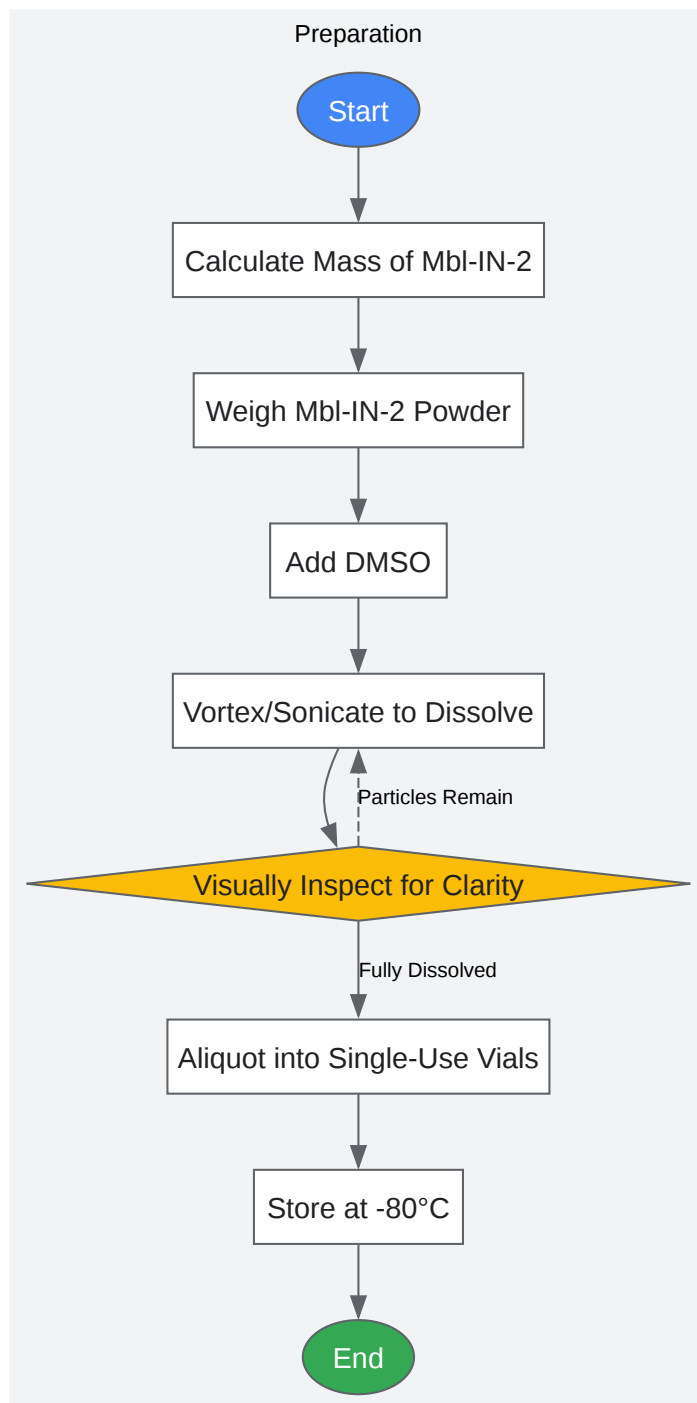 Preparation
Start
Calculate Mass of Mbl-IN-2
Weigh Mbl-IN-2 Powder
Add DMSO
Vortex/Sonicate to Dissolve
Particles Remain
Visually Inspect for Clarity
Fully Dissolved
Aliquot into Single-Use Vials
Store at -80°C
End